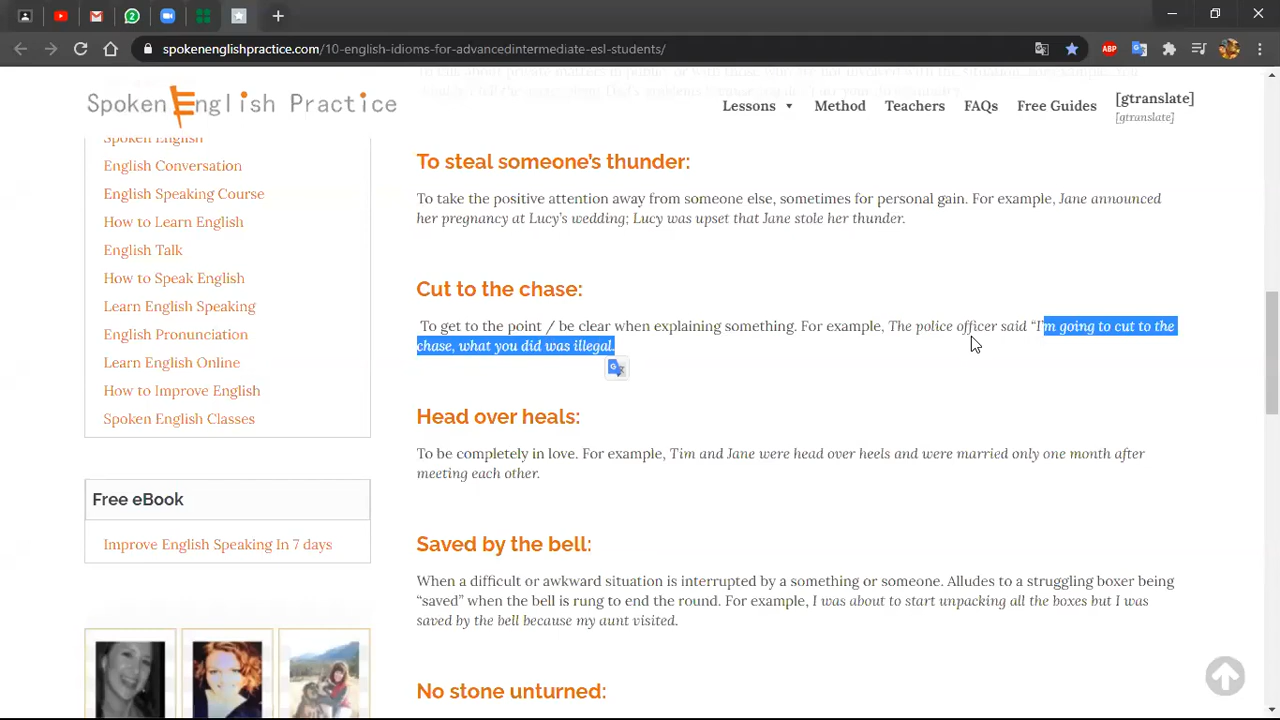 spokenenglishpractice.com/10-english-idioms-for-advancedintermediate-esl-students/
ABP
Spoken English Practice
Lessons Method Teachers FAQs Free Guides [gtranslate]
[gtranslate]
Spoken English
English Conversation
English Speaking Course
How to Learn English
English Talk
How to Speak English
Learn English Speaking
English Pronunciation
Learn English Online
How to Improve English
Spoken English Classes
Free eBook
Improve English Speaking In 7 days
To steal someone's thunder:
To take the positive attention away from someone else, sometimes for personal gain. For example, Jane announced
her pregnancy at Lucy's wedding; Lucy was upset that Jane stole her thunder.
Cut to the chase:
To get to the point / be clear when explaining something. For example, The police officer said “I'm going to cut to the
chase, what you did was illegal.
Head over heals:
To be completely in love. For example, Tim and Jane were head over heels and were married only one month after
meeting each other.
Saved by the bell:
When a difficult or awkward situation is interrupted by a something or someone. Alludes to a struggling boxer being
“saved” when the bell is rung to end the round. For example, I was about to start unpacking all the boxes but I was
saved by the bell because my aunt visited.
No stone unturned: